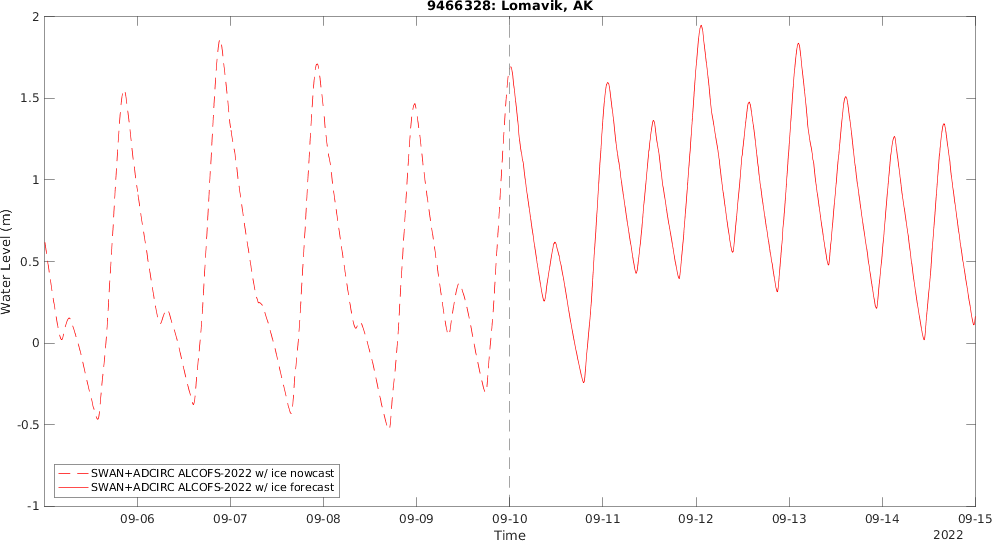 9466328: Lomavik, AK
Water Level (m)
2
1.5
1
0.5
0
-0.5
-1
SWAN+ADCIRC ALCOFS-2022 w/ ice nowcast
SWAN+ADCIRC ALCOFS-2022 w/ ice forecast
09-06 09-07 09-08 09-09 09-10 09-11 09-12 09-13 09-14 09-15
Time
2022